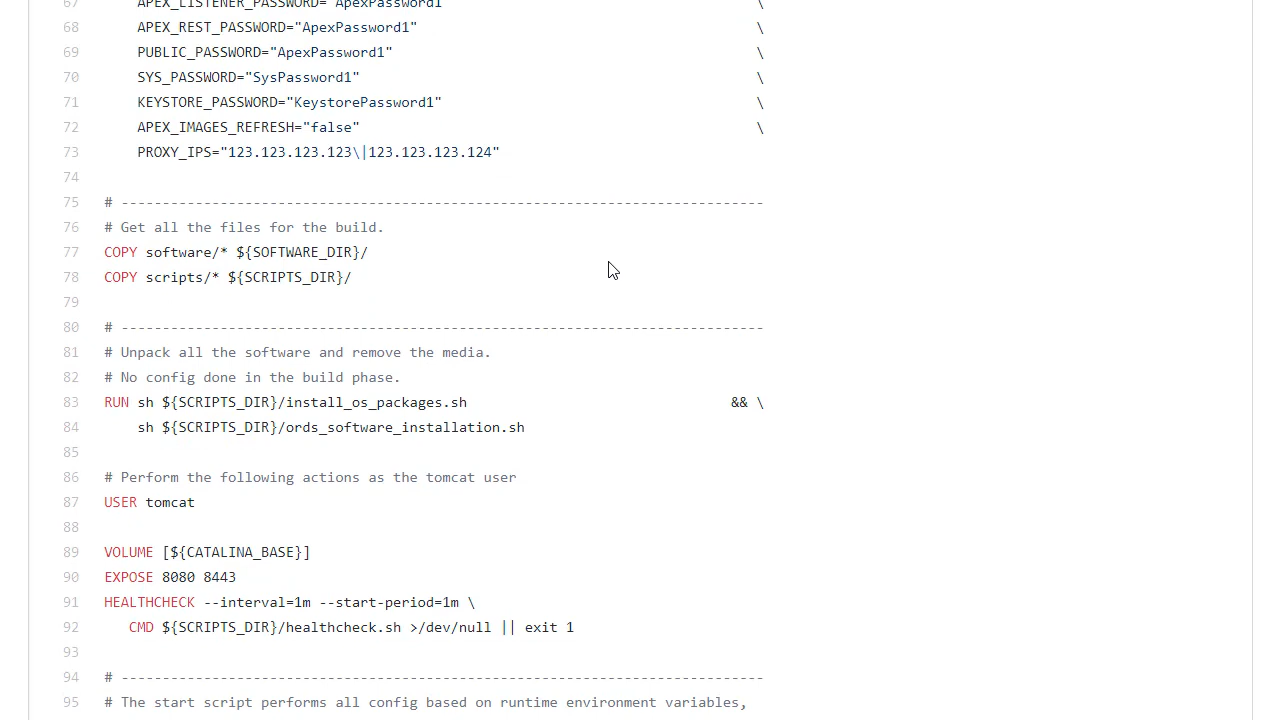 67 APEX_LISTENER_PASSWORD="ApexPassword1" \
68 APEX_REST_PASSWORD="ApexPassword1" \
69 PUBLIC_PASSWORD="ApexPassword1" \
70 SYS_PASSWORD="SysPassword1" \
71 KEYSTORE_PASSWORD="KeystorePassword1" \
72 APEX_IMAGES_REFRESH="false" \
73 PROXY_IPS="123.123.123.123\|123.123.123.124"
74
75 # ------------------------------------------------------------------------------
76 # Get all the files for the build.
77 COPY software/* ${SOFTWARE_DIR}/
78 COPY scripts/* ${SCRIPTS_DIR}/
79
80 # ------------------------------------------------------------------------------
81 # Unpack all the software and remove the media.
82 # No config done in the build phase.
83 RUN sh ${SCRIPTS_DIR}/install_os_packages.sh && \
84 sh ${SCRIPTS_DIR}/ords_software_installation.sh
85
86 # Perform the following actions as the tomcat user
87 USER tomcat
88
89 VOLUME [${CATALINA_BASE}]
90 EXPOSE 8080 8443
91 HEALTHCHECK --interval=1m --start-period=1m \
92 CMD ${SCRIPTS_DIR}/healthcheck.sh >/dev/null || exit 1
93
94 # ------------------------------------------------------------------------------
95 # The start script performs all config based on runtime environment variables,